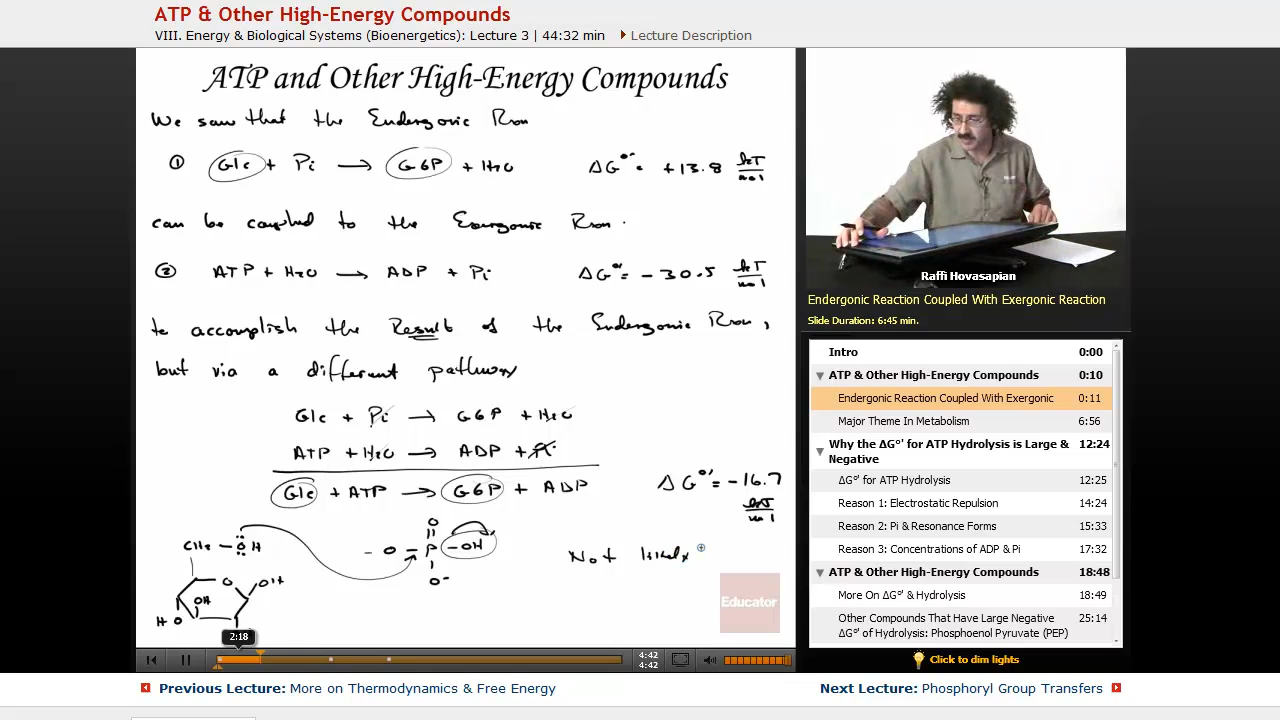 ATP & Other High-Energy Compounds
VIII. Energy & Biological Systems (Bioenergetics): Lecture 3 | 44:32 min
Lecture Description
ATP and Other High-Energy Compounds
We saw that the Endergonic Rxn
① Glc + Pi → G6P + H2O ΔG°' = +13.8 kJ/mol
can be coupled to the Exergonic Rxn.
② ATP + H2O → ADP + Pi ΔG°' = -30.5 kJ/mol
to accomplish the Result of the Endergonic Rxn,
but via a different pathway
Glc + Pi → G6P + H2O
ATP + H2O → ADP + Pi
Glc + ATP → G6P + ADP ΔG°' = -16.7 kJ/mol
O
CH2 - OH
- O = P - OH
O-
Not likely
O
OH
OH
HO
Educator
2:18
4:42
4:42
Raffi Hovasapian
Endergonic Reaction Coupled With Exergonic Reaction
Slide Duration: 6:45 min.
Intro 0:00
ATP & Other High-Energy Compounds 0:10
Endergonic Reaction Coupled With Exergonic 0:11
Major Theme In Metabolism 6:56
Why the ΔG°' for ATP Hydrolysis is Large & Negative 12:24
ΔG°' for ATP Hydrolysis 12:25
Reason 1: Electrostatic Repulsion 14:24
Reason 2: Pi & Resonance Forms 15:33
Reason 3: Concentrations of ADP & Pi 17:32
ATP & Other High-Energy Compounds 18:48
More On ΔG°' & Hydrolysis 18:49
Other Compounds That Have Large Negative 25:14
ΔG°' of Hydrolysis: Phosphoenol Pyruvate (PEP)
Click to dim lights
Previous Lecture: More on Thermodynamics & Free Energy
Next Lecture: Phosphoryl Group Transfers